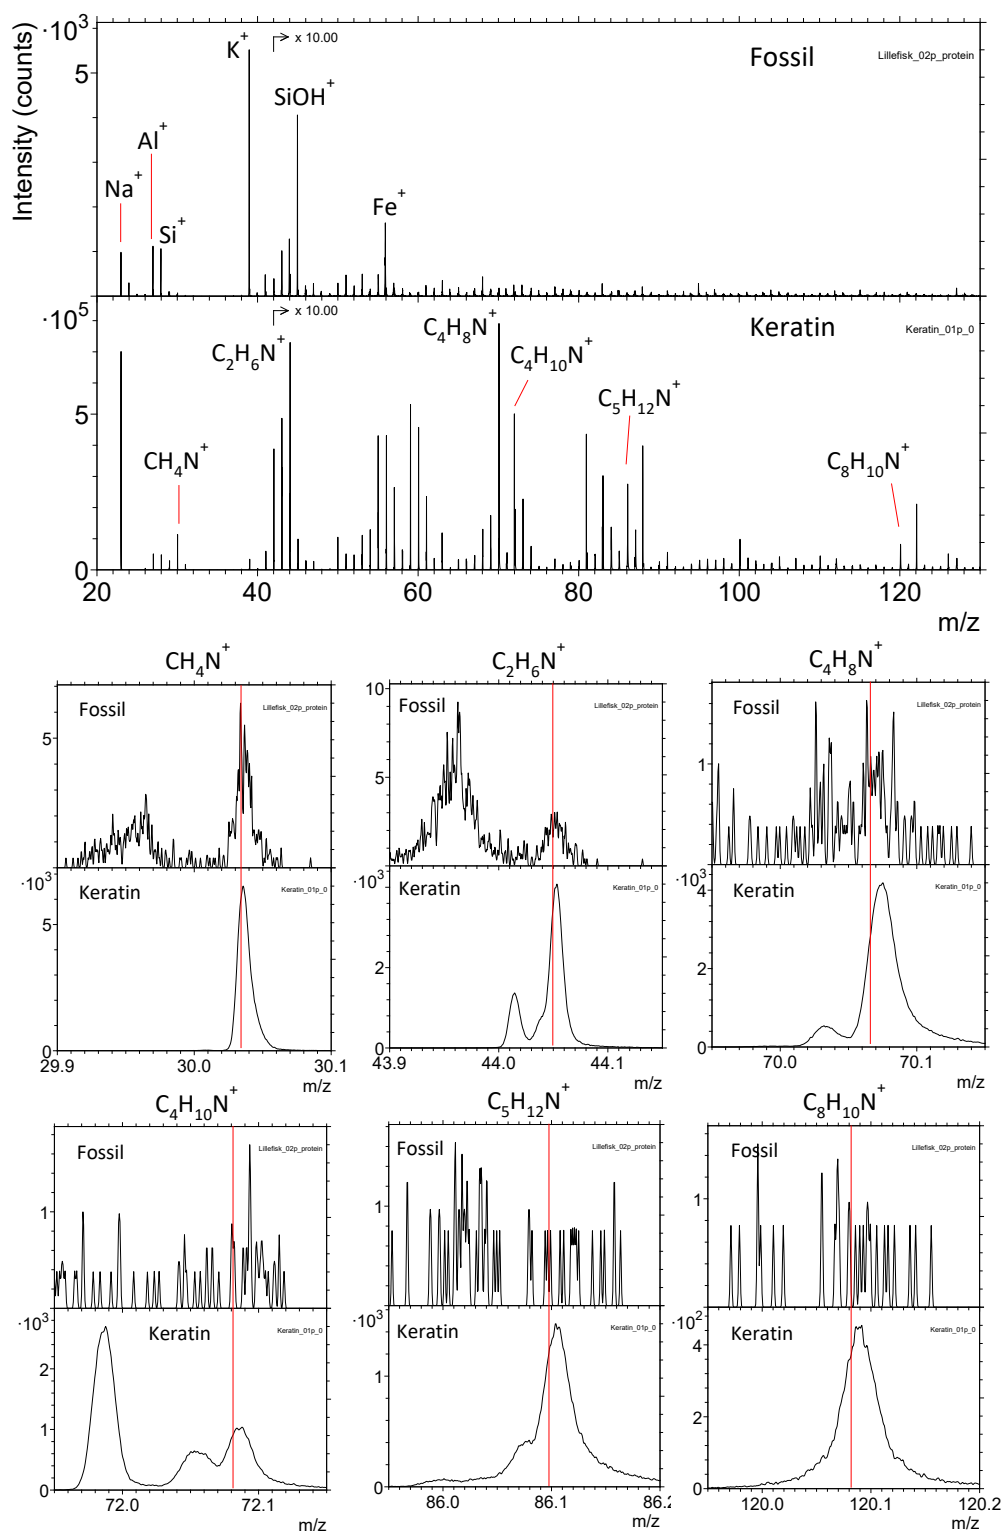 ·10³
5
Intensity (counts)
K⁺
x 10.00
Fossil
Lillefisk_02p_protein
SiOH⁺
Al⁺
Na⁺
Si⁺
Fe⁺
·10⁵
x 10.00
Keratin
Keratin_01p_0
C₂H₆N⁺
C₄H₈N⁺
C₄H₁₀N⁺
C₅H₁₂N⁺
CH₄N⁺
C₈H₁₀N⁺
5
0
20 40 60 80 100 120
m/z
CH₄N⁺
Fossil
Lillefisk_02p_protein
5
·10³
Keratin
Keratin_01p_0
5
0
29.9 30.0 30.1
m/z
C₂H₆N⁺
10
Fossil
Lillefisk_02p_protein
5
·10³
Keratin
Keratin_01p_0
2
0
43.9 44.0 44.1
m/z
C₄H₈N⁺
Fossil
Lillefisk_02p_protein
1
·10³
Keratin
Keratin_01p_0
4
2
0
70.0 70.1
m/z
C₄H₁₀N⁺
Fossil
Lillefisk_02p_protein
1
·10³
Keratin
Keratin_01p_0
2
1
0
72.0 72.1
m/z
C₅H₁₂N⁺
Fossil
Lillefisk_02p_protein
1
·10³
Keratin
Keratin_01p_0
1
0
86.0 86.1 86.2
m/z
C₈H₁₀N⁺
Fossil
Lillefisk_02p_protein
1
·10²
Keratin
Keratin_01p_0
4
2
0
120.0 120.1 120.2
m/z